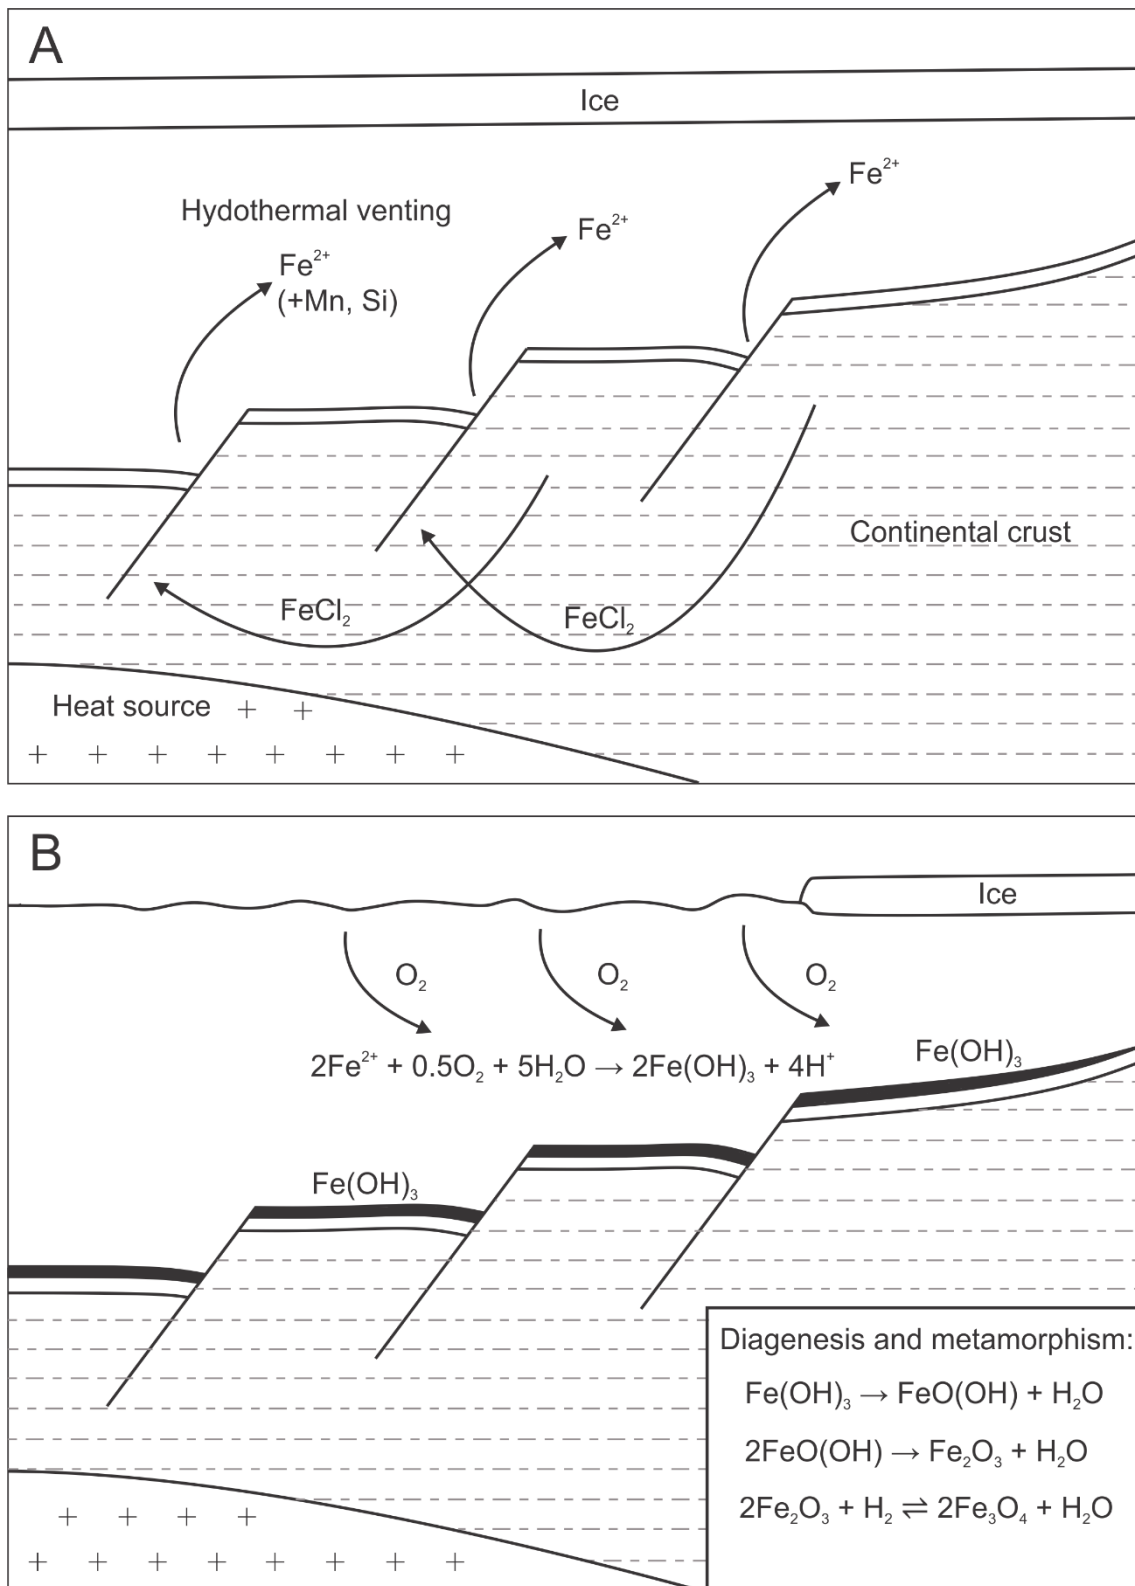 A
Ice
Fe²⁺
Hydothermal venting
Fe²⁺
Fe²⁺
(+Mn, Si)
Continental crust
FeCl₂
FeCl₂
Heat source
B
Ice
O₂
O₂
O₂
2Fe²⁺ + 0.5O₂ + 5H₂O → 2Fe(OH)₃ + 4H⁺
Fe(OH)₃
Fe(OH)₃
Diagenesis and metamorphism:
Fe(OH)₃ → FeO(OH) + H₂O
2FeO(OH) → Fe₂O₃ + H₂O
2Fe₂O₃ + H₂ ⇌ 2Fe₃O₄ + H₂O